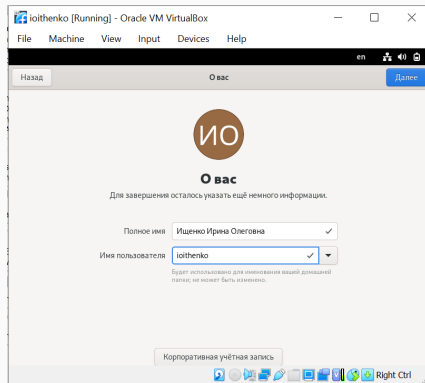 ioithenko [Running] - Oracle VM VirtualBox
File Machine View Input Devices Help
en
Назад О вас Далее
ИО
О вас
Для завершения осталось указать ещё немного информации.
Полное имя Ищенко Ирина Олеговна
Имя пользователя ioithenko
Будет использовано для именования вашей домашней
папки; не может быть изменено.
Корпоративная учётная запись
Right Ctrl